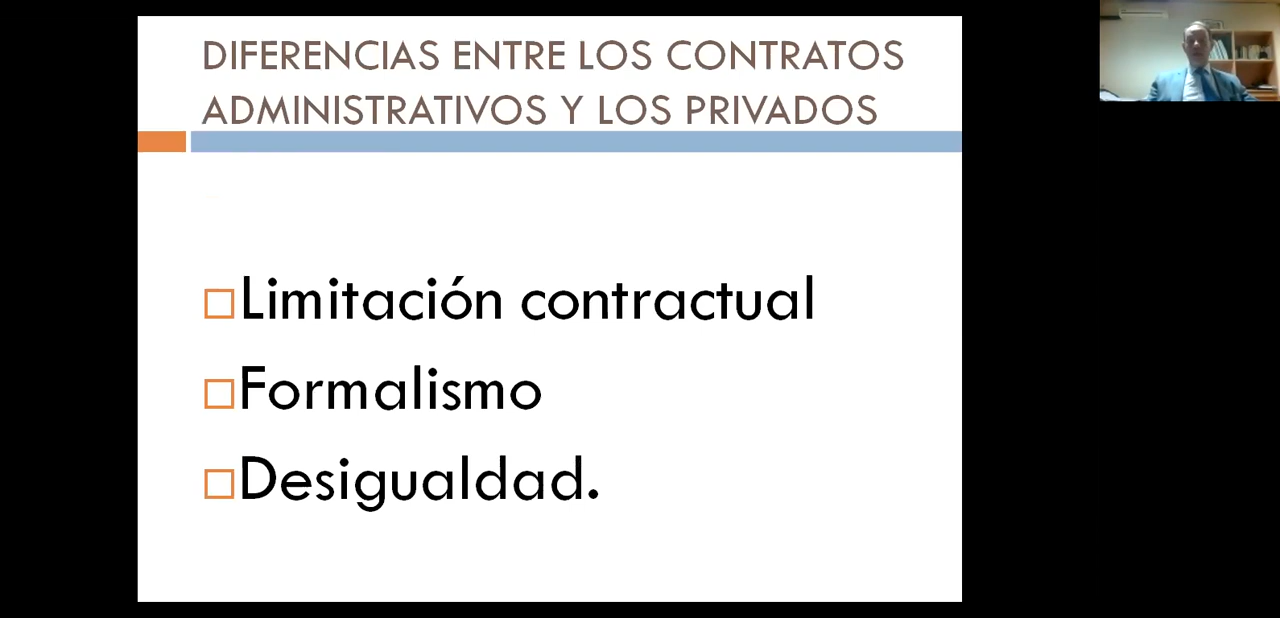 DIFERENCIAS ENTRE LOS CONTRATOS
ADMINISTRATIVOS Y LOS PRIVADOS
Limitación contractual
Formalismo
Desigualdad.